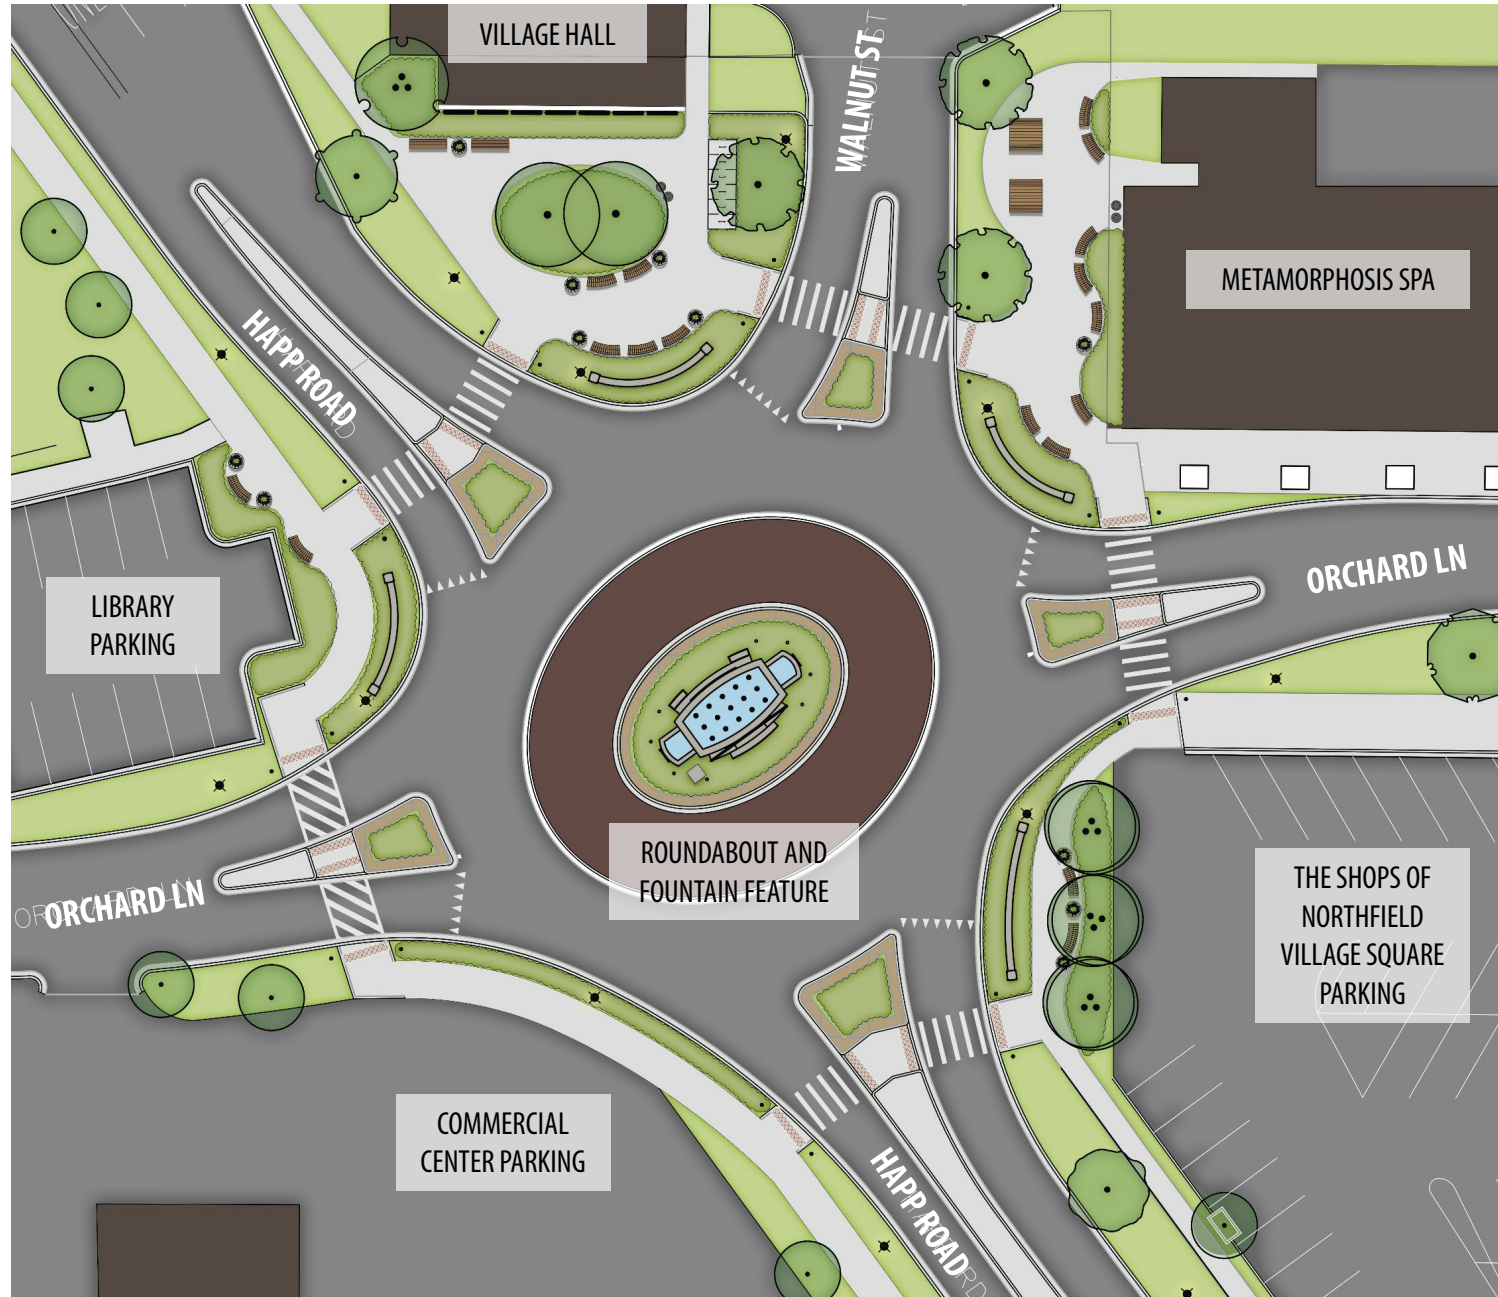 VILLAGE HALL
WALNUT ST
METAMORPHOSIS SPA
HAPP ROAD
ORCHARD LN
LIBRARY
PARKING
ROUNDABOUT AND
FOUNTAIN FEATURE
THE SHOPS OF
NORTHFIELD
VILLAGE SQUARE
PARKING
ORCHARD LN
COMMERCIAL
CENTER PARKING
HAPP ROAD